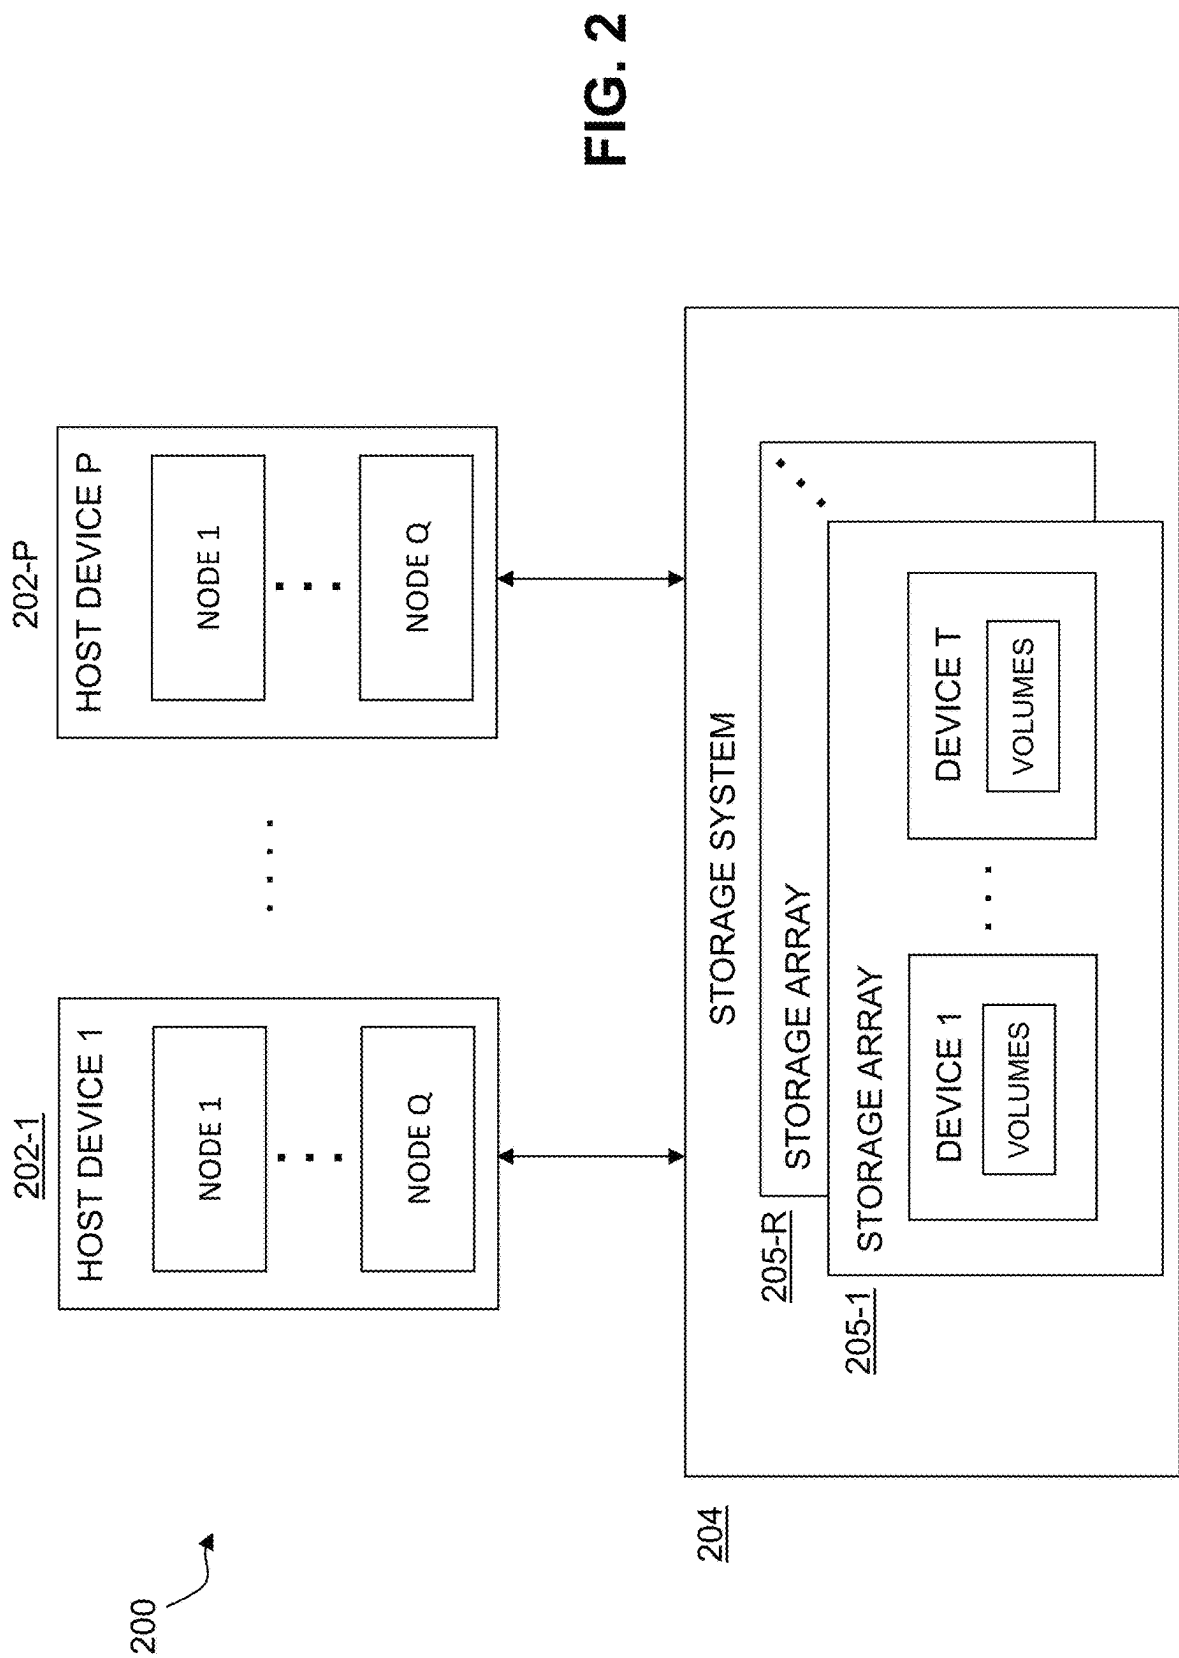 202-1
202-P
HOST DEVICE 1
NODE 1
NODE Q
HOST DEVICE P
NODE 1
NODE Q
200
204
STORAGE SYSTEM
205-R
STORAGE ARRAY
205-1
STORAGE ARRAY
DEVICE 1
VOLUMES
DEVICE T
VOLUMES
FIG. 2